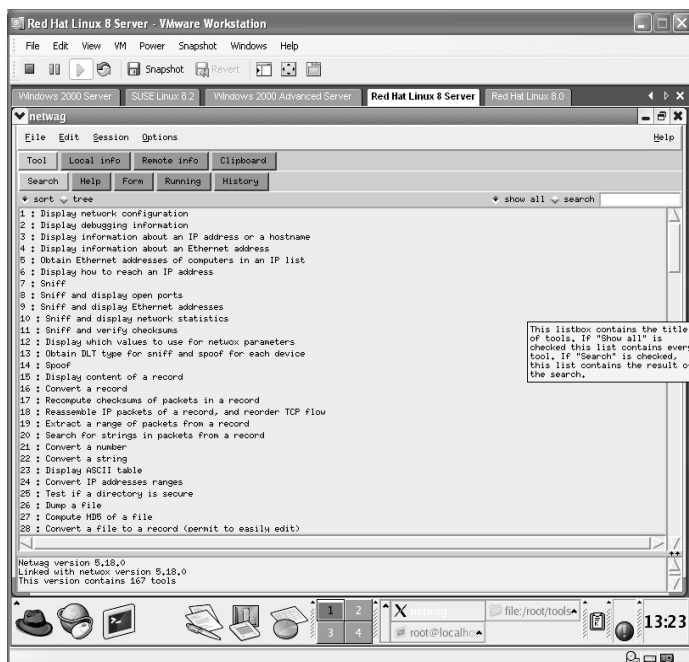 Red Hat Linux 8 Server - VMware Workstation
File Edit View VM Power Snapshot Windows Help
Snapshot Revert
Windows 2000 Server SUSE Linux 8.2 Windows 2000 Advanced Server Red Hat Linux 8 Server Red Hat Linux 8.0
netwag
File Edit Session Options Help
Tool Local info Remote info Clipboard
Search Help Form Running History
sort tree show all search
1 : Display network configuration
2 : Display debugging information
3 : Display information about an IP address or a hostname
4 : Display information about an Ethernet address
5 : Obtain Ethernet addresses of computers in an IP list
6 : Display how to reach an IP address
7 : Sniff
8 : Sniff and display open ports
9 : Sniff and display Ethernet addresses
10 : Sniff and display network statistics
11 : Sniff and verify checksums
12 : Display which values to use for netwox parameters
13 : Obtain DLT type for sniff and spoof for each device
14 : Spoof
15 : Display content of a record
16 : Convert a record
17 : Recompute checksums of packets in a record
18 : Reassemble IP packets of a record, and reorder TCP flow
19 : Extract a range of packets from a record
20 : Search for strings in packets from a record
21 : Convert a number
22 : Convert a string
23 : Display ASCII table
24 : Convert IP addresses ranges
25 : Test if a directory is secure
26 : Dump a file
27 : Compute MD5 of a file
28 : Convert a file to a record (permit to easily edit)
This listbox contains the title
of tools. If "Show all" is
checked this list contains every
tool. If "Search" is checked,
this list contains the result of
the search.
Netwag version 5.18.0
Linked with netwox version 5.18.0
This version contains 167 tools
1 2 netwag file:/root/tools
3 4 root@localho
13:23